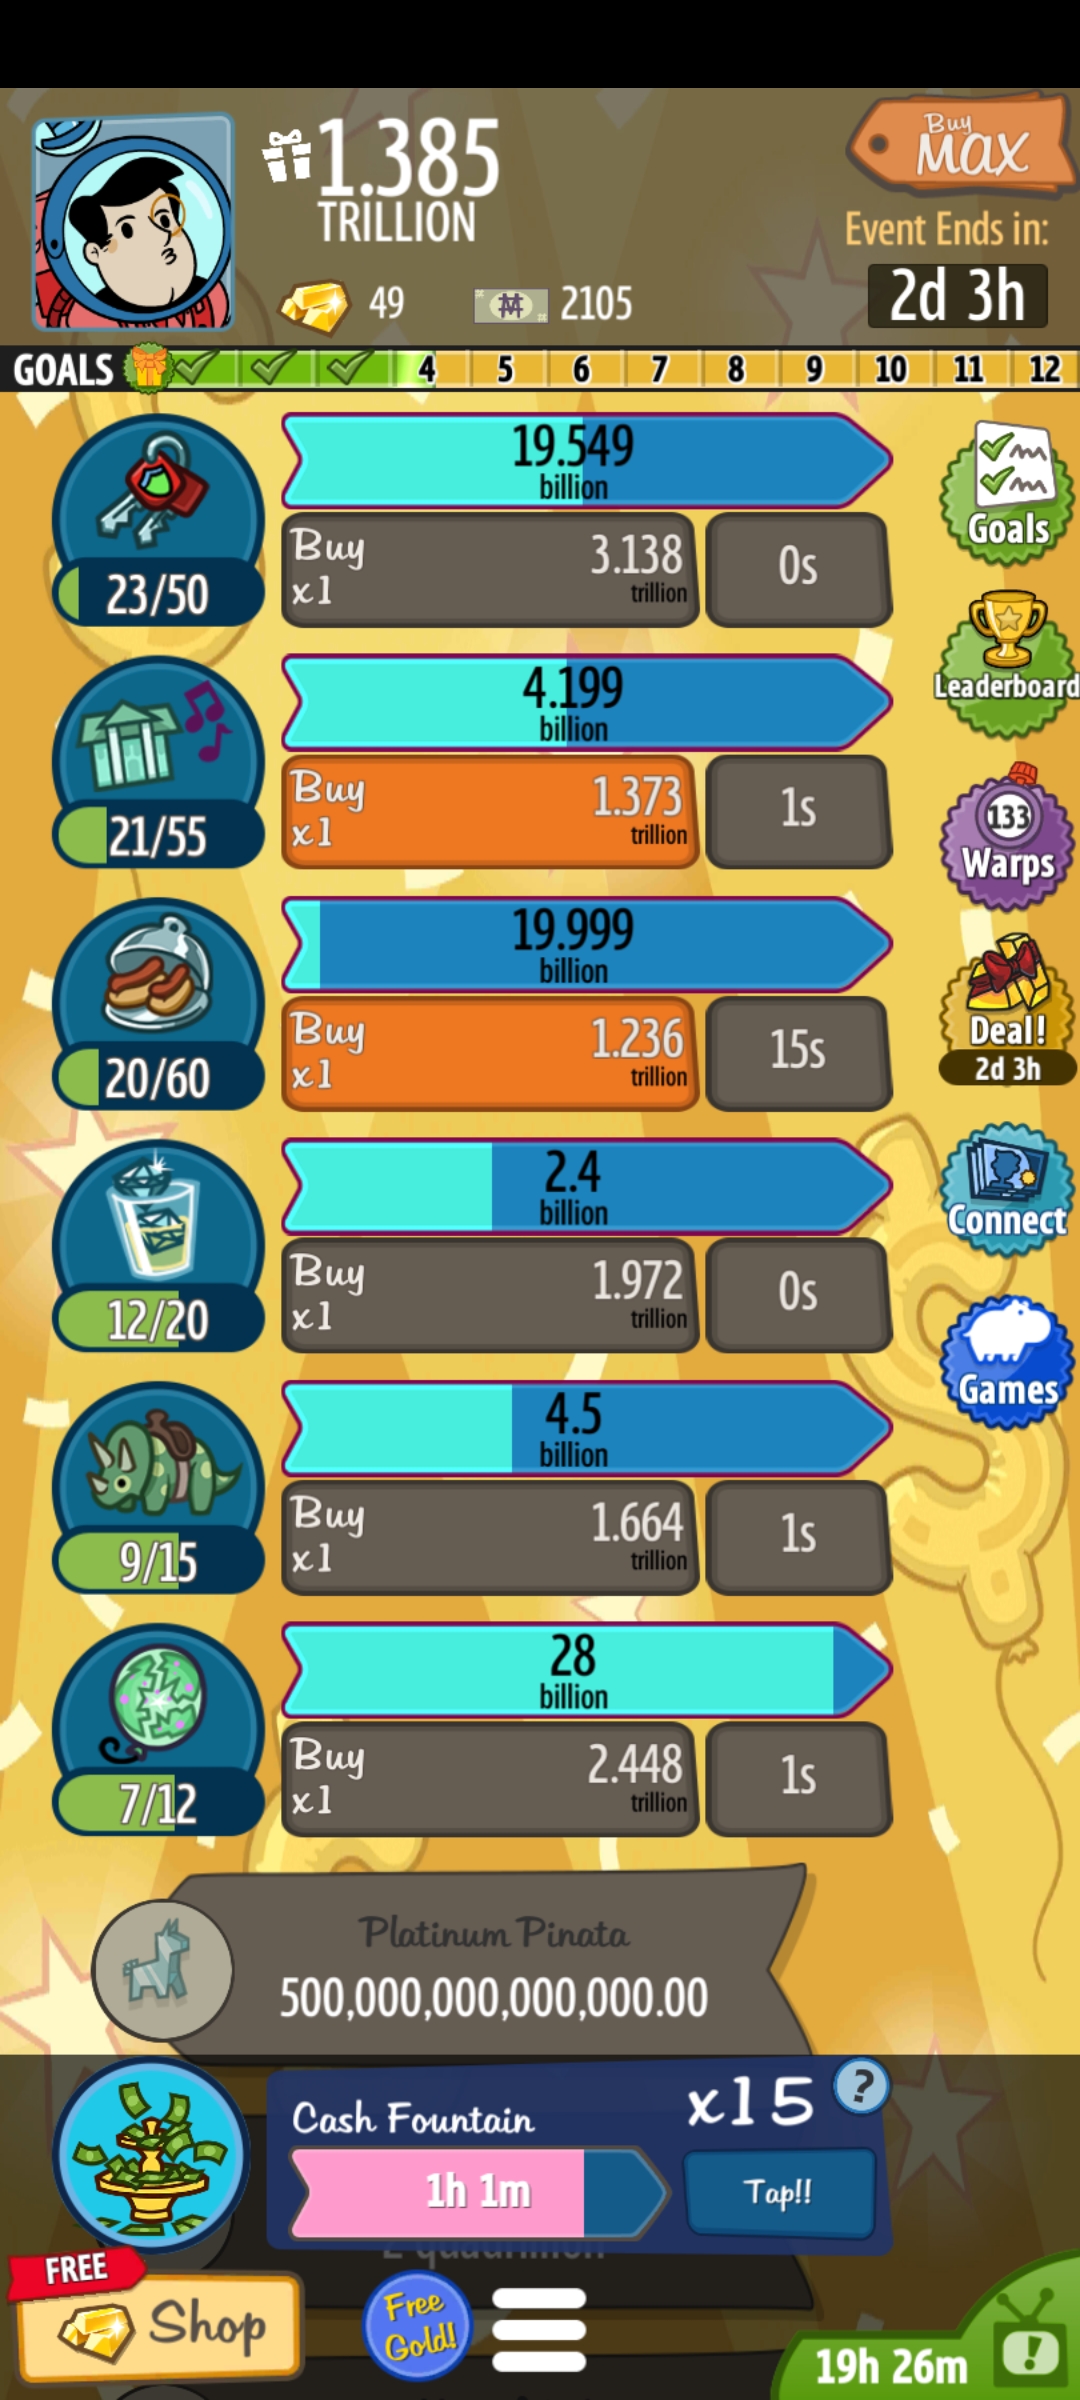 1.385
TRILLION
Buy
MAX
Event Ends in:
2d 3h
49
2105
GOALS 4 5 6 7 8 9 10 11 12
19.549
billion
Buy
x1
3.138
trillion
0s
23/50
Goals
4.199
billion
Buy
x1
1.373
trillion
1s
21/55
Leaderboard
133
Warps
19.999
billion
Buy
x1
1.236
trillion
15s
20/60
Deal!
2d 3h
2.4
billion
Buy
x1
1.972
trillion
0s
12/20
Connect
4.5
billion
Buy
x1
1.664
trillion
1s
9/15
Games
28
billion
Buy
x1
2.448
trillion
1s
7/12
Platinum Pinata
500,000,000,000,000.00
Cash Fountain
x15
?
1h 1m
Tap!!
FREE
Shop
Free
Gold!
19h 26m
!